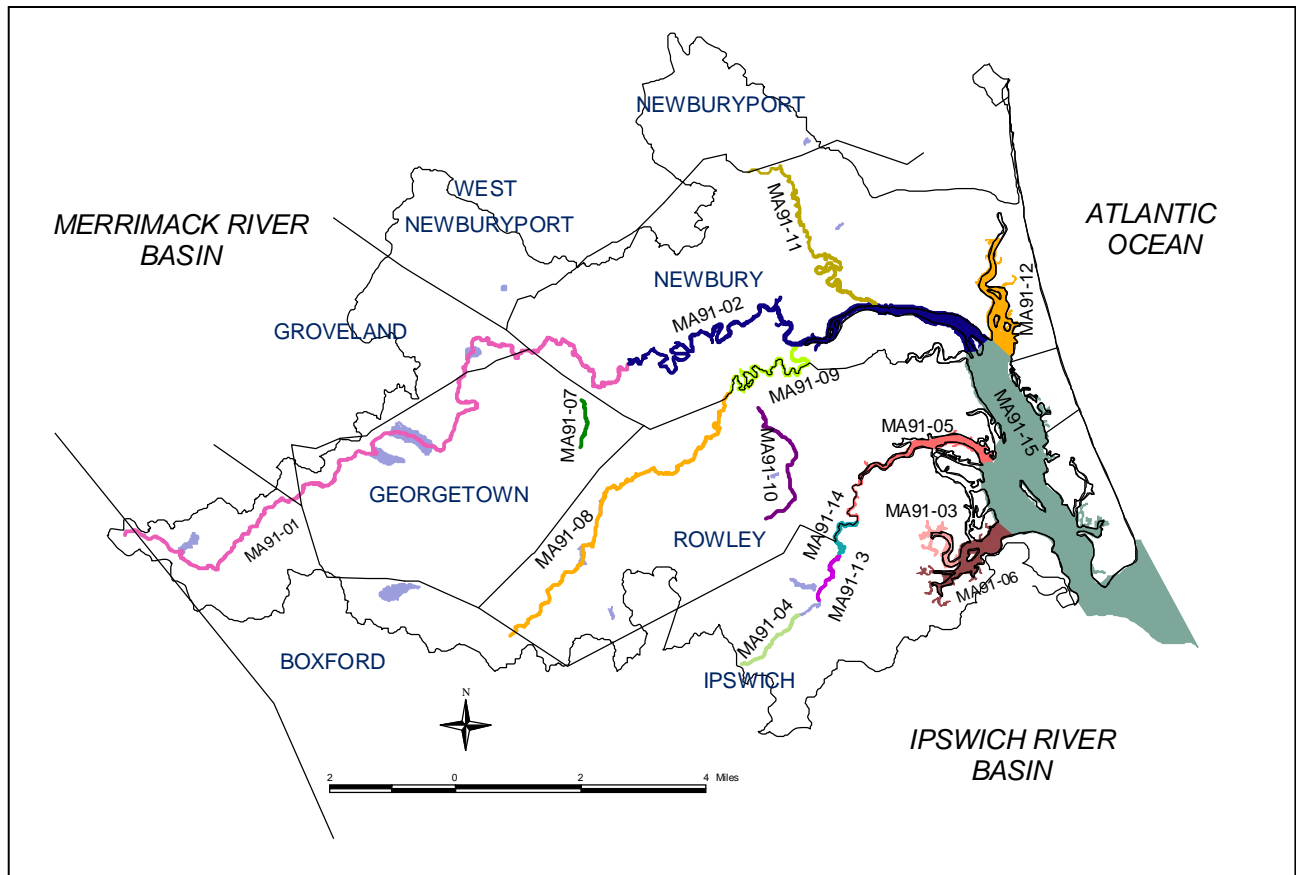 NEWBURYPORT
WEST
NEWBURYPORT
MERRIMACK RIVER
BASIN
ATLANTIC
OCEAN
MA91-11
MA91-12
NEWBURY
MA91-02
GROVELAND
MA91-09
MA91-07
MA91-15
MA91-05
MA91-10
GEORGETOWN
MA91-03
MA91-14
MA91-01
MA91-08
ROWLEY
MA91-13
MA91-06
MA91-04
BOXFORD
IPSWICH
N
IPSWICH RIVER
BASIN
2 0 2 4 Miles